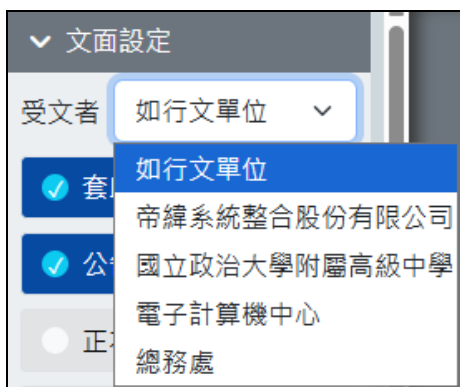 文面設定
受文者 如行文單位
如行文單位
套
帝緯系統整合股份有限公司
公
國立政治大學附屬高級中學
電子計算機中心
正
總務處